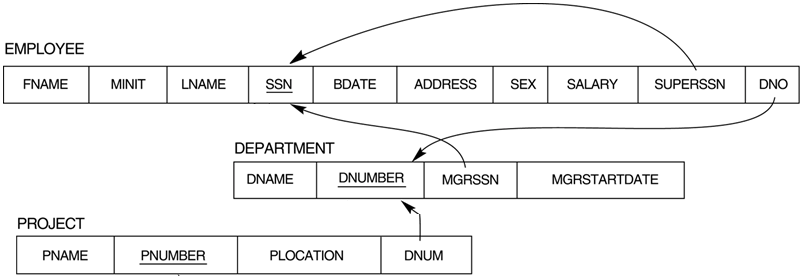 EMPLOYEE
FNAME MINIT LNAME SSN BDATE ADDRESS SEX SALARY SUPERSSN DNO
DEPARTMENT
DNAME DNUMBER MGRSSN MGRSTARTDATE
PROJECT
PNAME PNUMBER PLOCATION DNUM